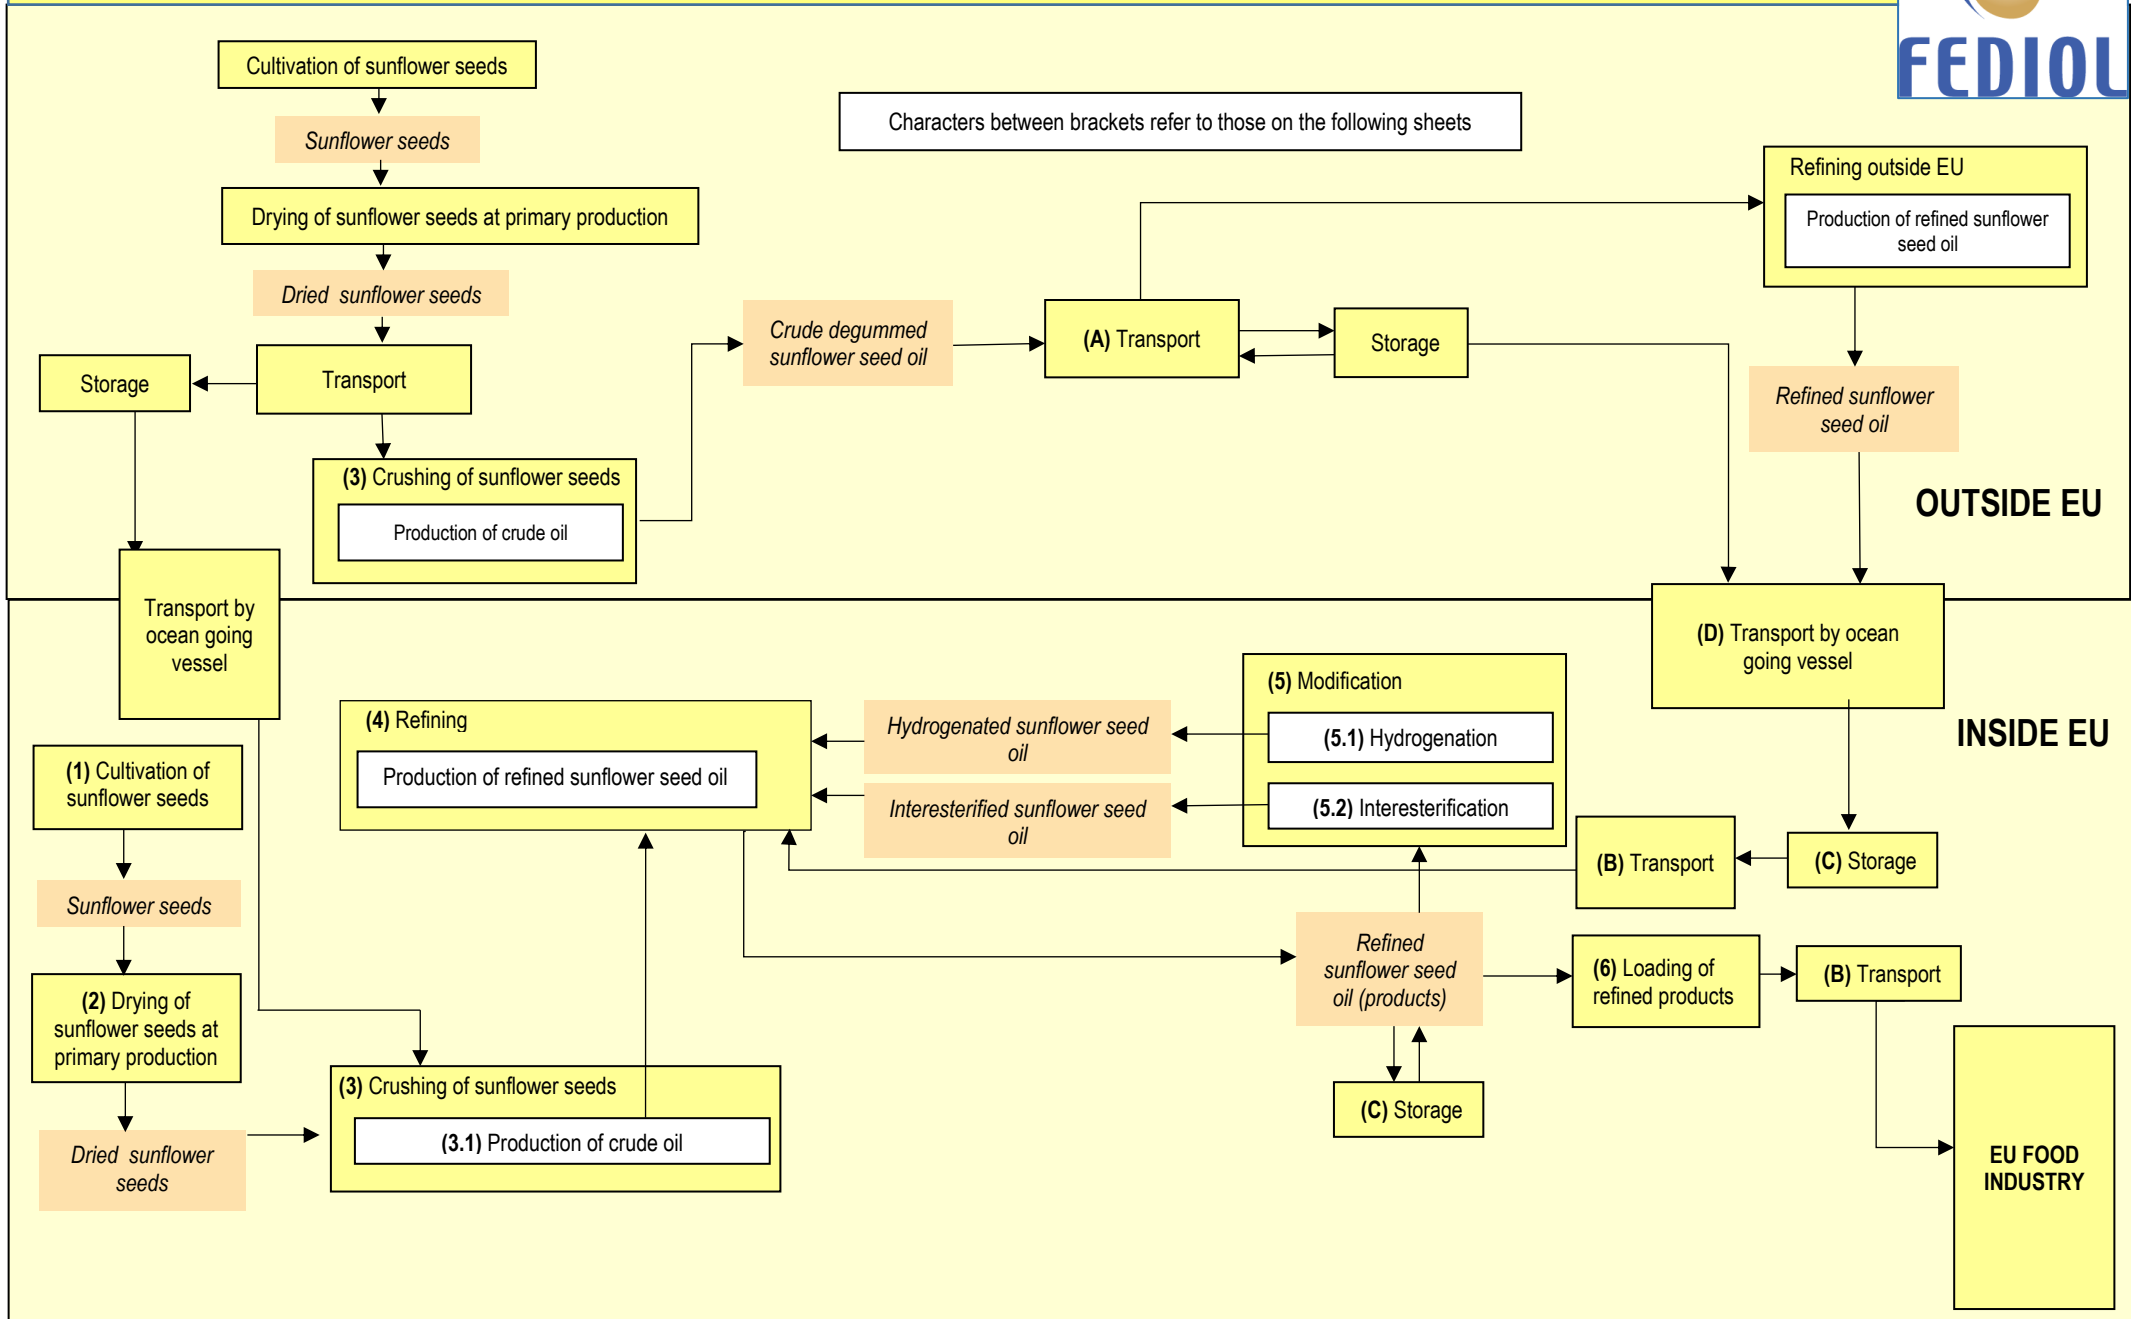 FEDIOL
Cultivation of sunflower seeds
Characters between brackets refer to those on the following sheets
Sunflower seeds
Refining outside EU
Production of refined sunflower
seed oil
Drying of sunflower seeds at primary production
Dried sunflower seeds
Crude degummed
sunflower seed oil
(A) Transport
Storage
Storage
Transport
Refined sunflower
seed oil
(3) Crushing of sunflower seeds
Production of crude oil
OUTSIDE EU
Transport by
ocean going
vessel
(D) Transport by ocean
going vessel
INSIDE EU
(5) Modification
(5.1) Hydrogenation
(5.2) Interesterification
Hydrogenated sunflower seed
oil
Interesterified sunflower seed
oil
(4) Refining
Production of refined sunflower seed oil
(1) Cultivation of
sunflower seeds
(B) Transport
(C) Storage
Sunflower seeds
Refined
sunflower seed
oil (products)
(6) Loading of
refined products
(B) Transport
(2) Drying of
sunflower seeds at
primary production
(3) Crushing of sunflower seeds
(3.1) Production of crude oil
(C) Storage
Dried sunflower
seeds
EU FOOD
INDUSTRY